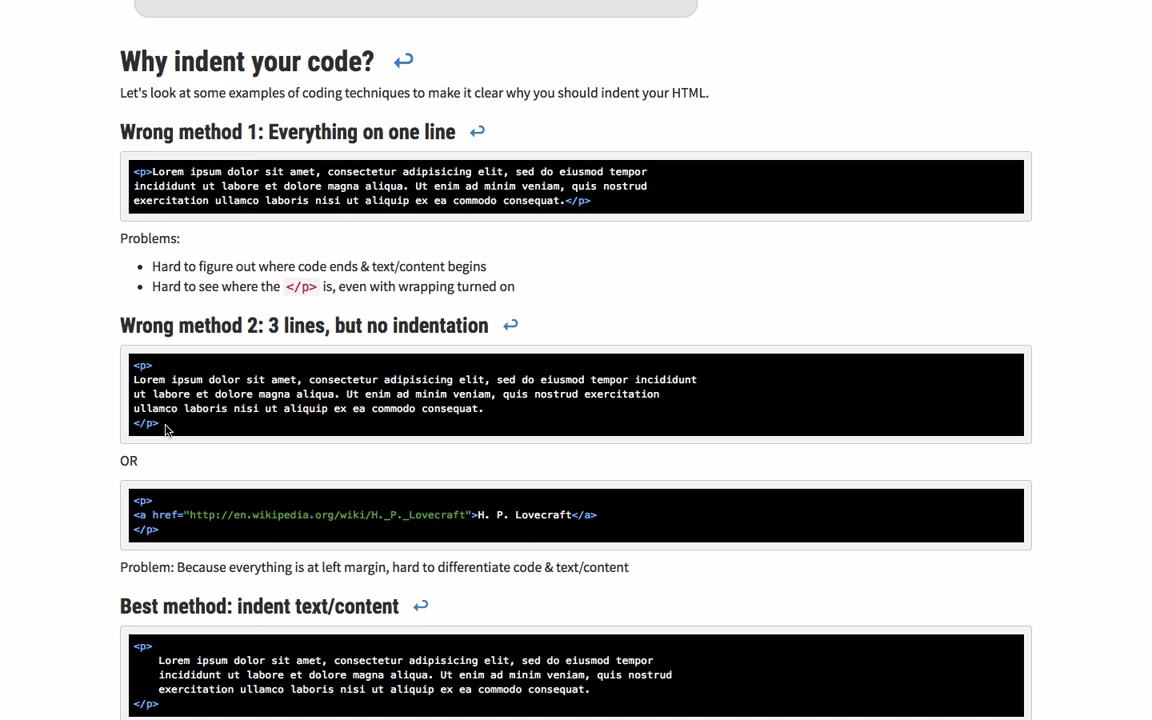 Why indent your code? ↩
Let's look at some examples of coding techniques to make it clear why you should indent your HTML.
Wrong method 1: Everything on one line ↩
<p>Lorem ipsum dolor sit amet, consectetur adipisicing elit, sed do eiusmod tempor
incididunt ut labore et dolore magna aliqua. Ut enim ad minim veniam, quis nostrud
exercitation ullamco laboris nisi ut aliquip ex ea commodo consequat.</p>
Problems:
• Hard to figure out where code ends & text/content begins
• Hard to see where the </p> is, even with wrapping turned on
Wrong method 2: 3 lines, but no indentation ↩
<p>
Lorem ipsum dolor sit amet, consectetur adipisicing elit, sed do eiusmod tempor incididunt
ut labore et dolore magna aliqua. Ut enim ad minim veniam, quis nostrud exercitation
ullamco laboris nisi ut aliquip ex ea commodo consequat.
</p>
OR
<p>
<a href="http://en.wikipedia.org/wiki/H._P._Lovecraft">H. P. Lovecraft</a>
</p>
Problem: Because everything is at left margin, hard to differentiate code & text/content
Best method: indent text/content ↩
<p>
    Lorem ipsum dolor sit amet, consectetur adipisicing elit, sed do eiusmod tempor
    incididunt ut labore et dolore magna aliqua. Ut enim ad minim veniam, quis nostrud
    exercitation ullamco laboris nisi ut aliquip ex ea commodo consequat.
</p>